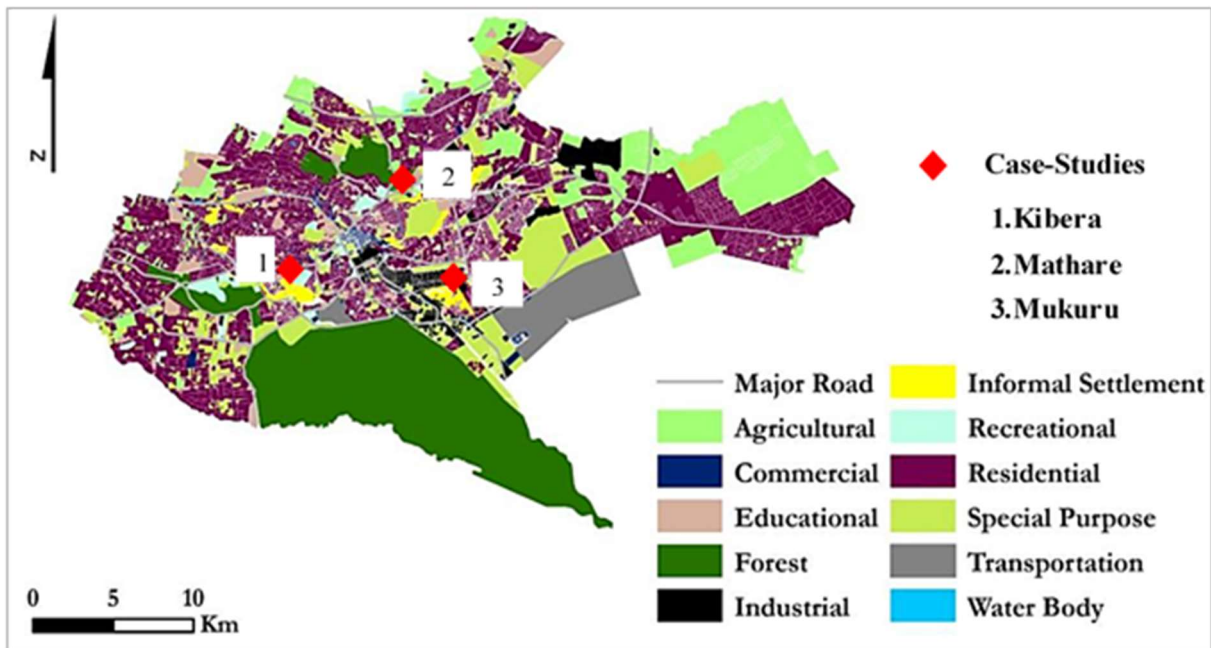 N
1
2
3
Case-Studies
1.Kibera
2.Mathare
3.Mukuru
Major Road
Agricultural
Commercial
Educational
Forest
Industrial
Informal Settlement
Recreational
Residential
Special Purpose
Transportation
Water Body
0 5 10
Km